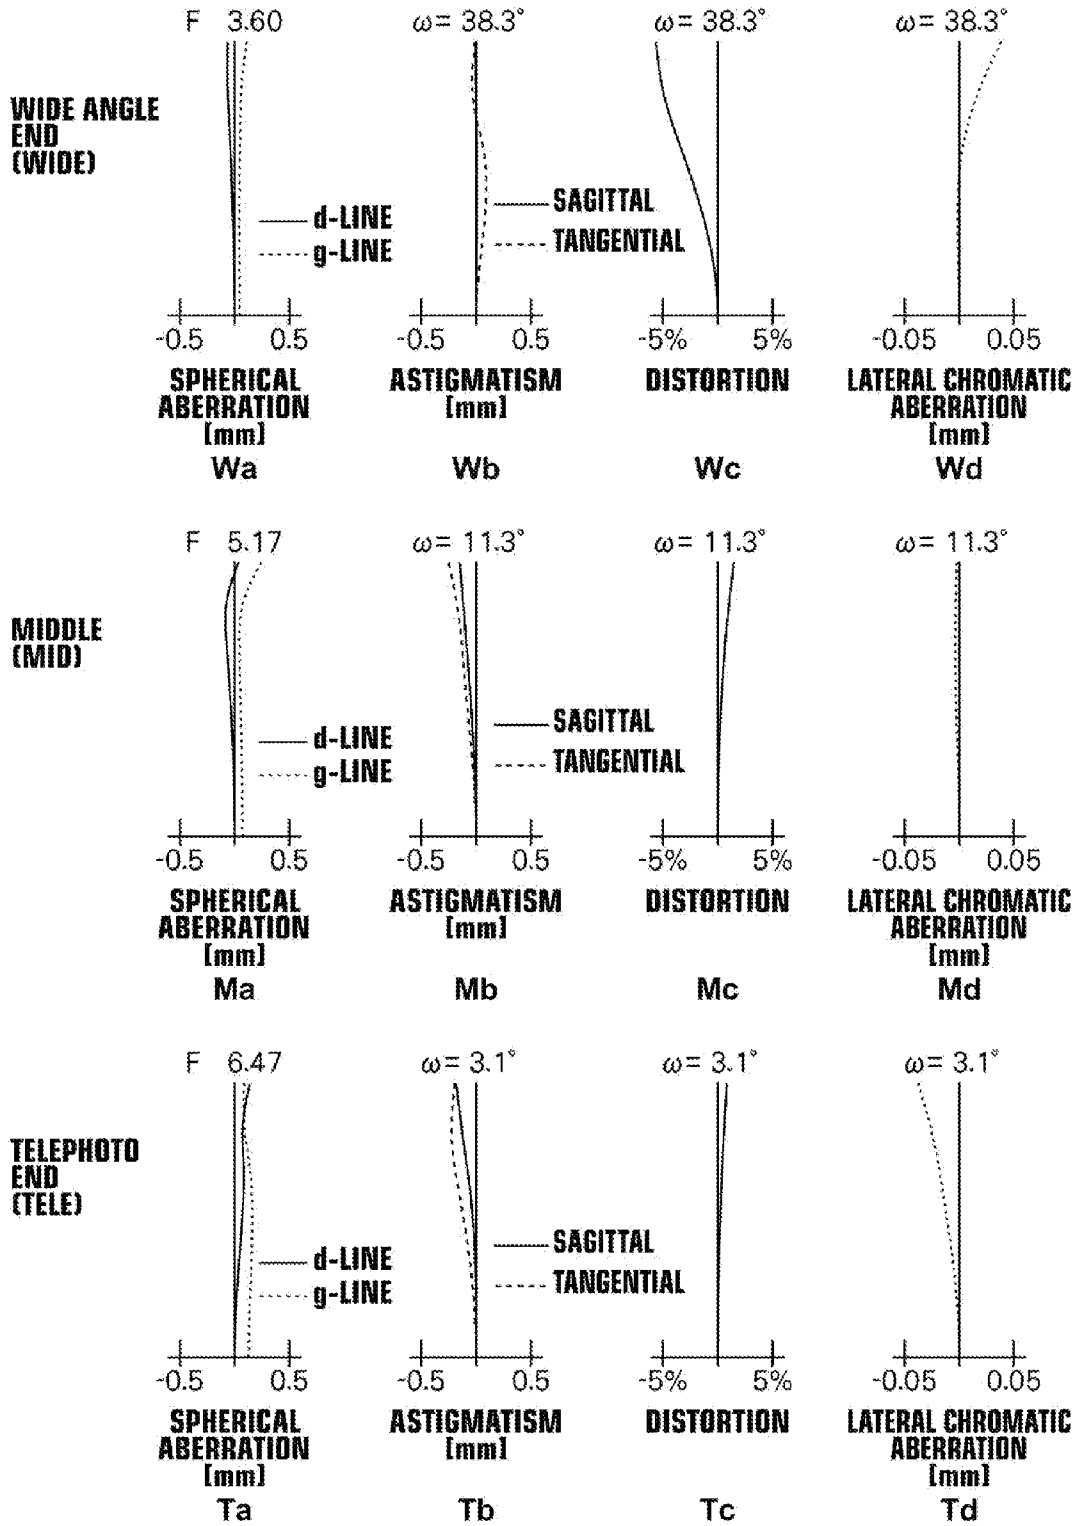 F 3.60
ω= 38.3°
ω= 38.3°
ω= 38.3°
WIDE ANGLE
END
(WIDE)
d-LINE
g-LINE
SAGITTAL
TANGENTIAL
-0.5 0.5
-0.5 0.5
-5% 5%
-0.05 0.05
SPHERICAL
ABERRATION
[mm]
ASTIGMATISM
[mm]
DISTORTION
LATERAL CHROMATIC
ABERRATION
[mm]
Wa
Wb
Wc
Wd
F 5.17
ω= 11.3°
ω= 11.3°
ω= 11.3°
MIDDLE
(MID)
d-LINE
g-LINE
SAGITTAL
TANGENTIAL
-0.5 0.5
-0.5 0.5
-5% 5%
-0.05 0.05
SPHERICAL
ABERRATION
[mm]
ASTIGMATISM
[mm]
DISTORTION
LATERAL CHROMATIC
ABERRATION
[mm]
Ma
Mb
Mc
Md
F 6.47
ω= 3.1°
ω= 3.1°
ω= 3.1°
TELEPHOTO
END
(TELE)
d-LINE
g-LINE
SAGITTAL
TANGENTIAL
-0.5 0.5
-0.5 0.5
-5% 5%
-0.05 0.05
SPHERICAL
ABERRATION
[mm]
ASTIGMATISM
[mm]
DISTORTION
LATERAL CHROMATIC
ABERRATION
[mm]
Ta
Tb
Tc
Td